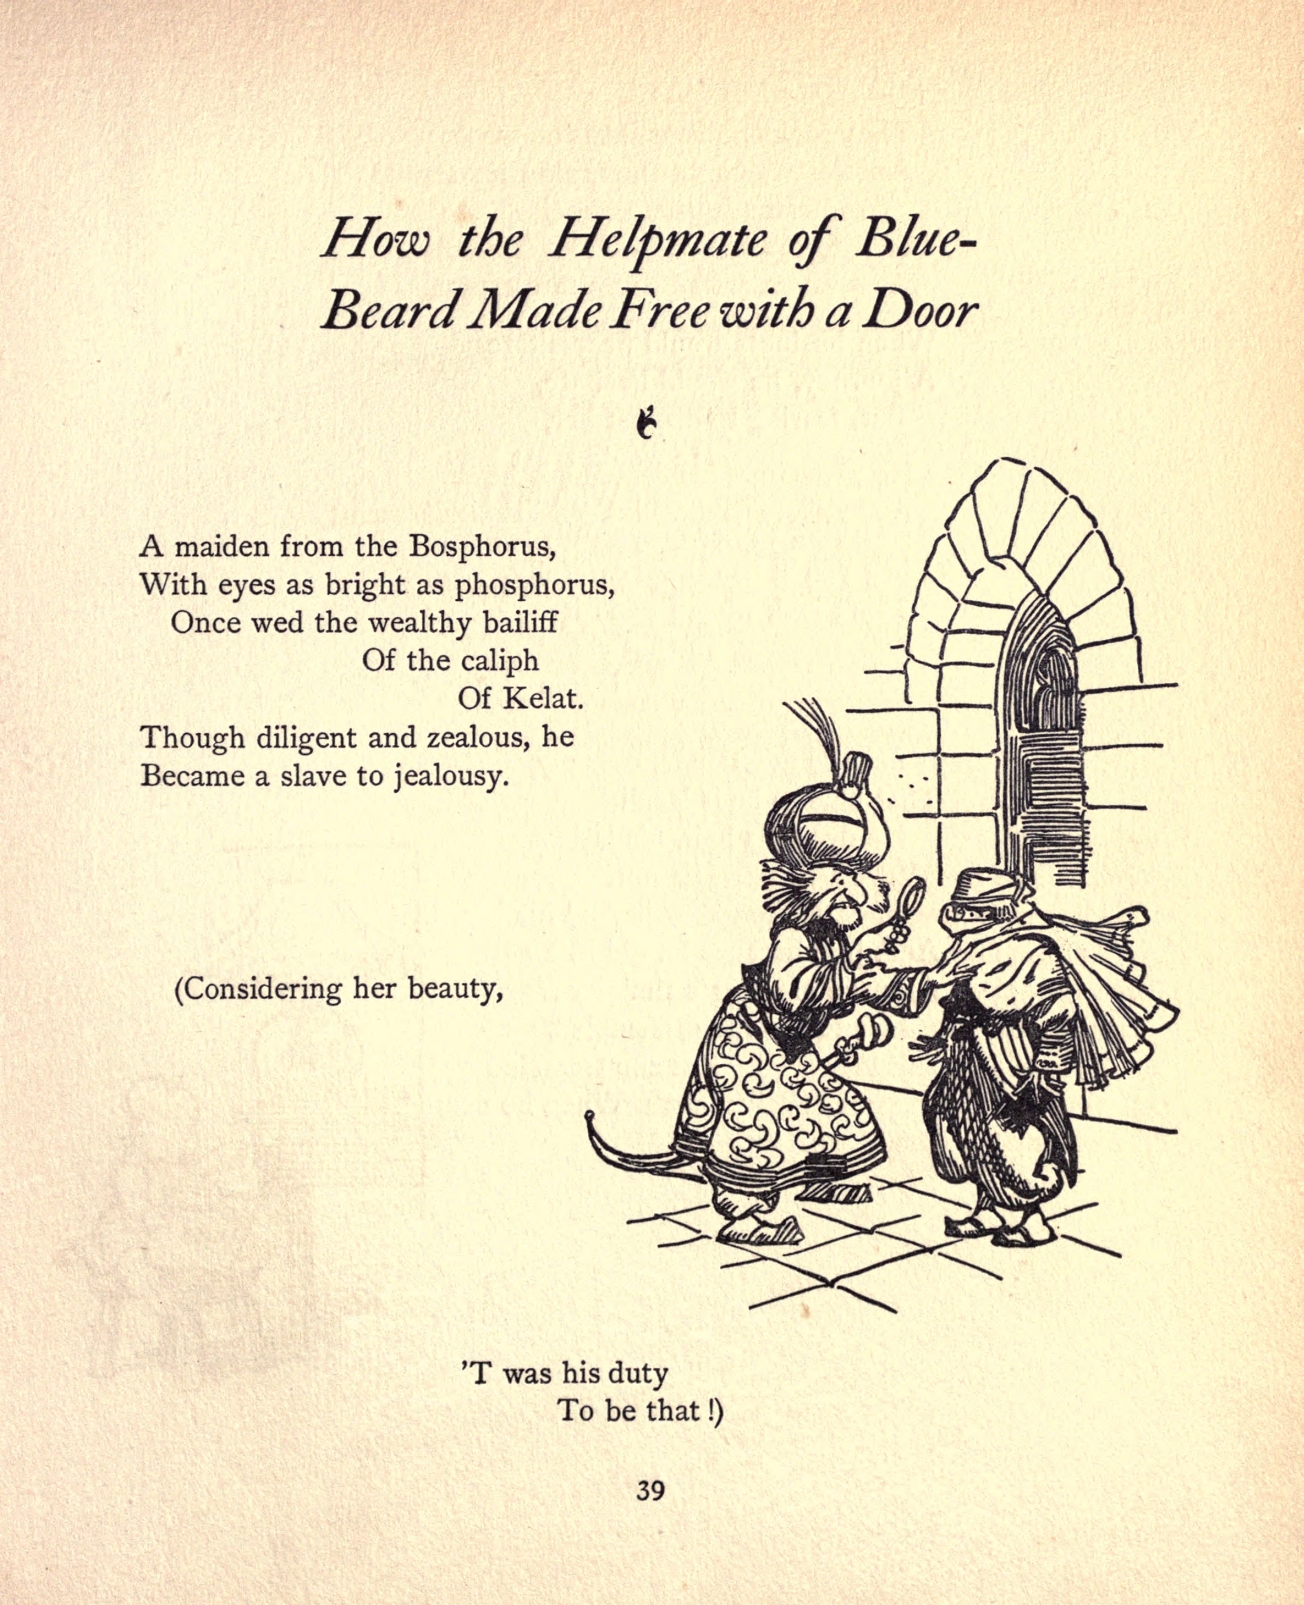 How the Helpmate of Blue-
Beard Made Free with a Door
A maiden from the Bosphorus,
With eyes as bright as phosphorus,
Once wed the wealthy bailiff
Of the caliph
Of Kelat.
Though diligent and zealous, he
Became a slave to jealousy.
(Considering her beauty,
'T was his duty
To be that!)
39